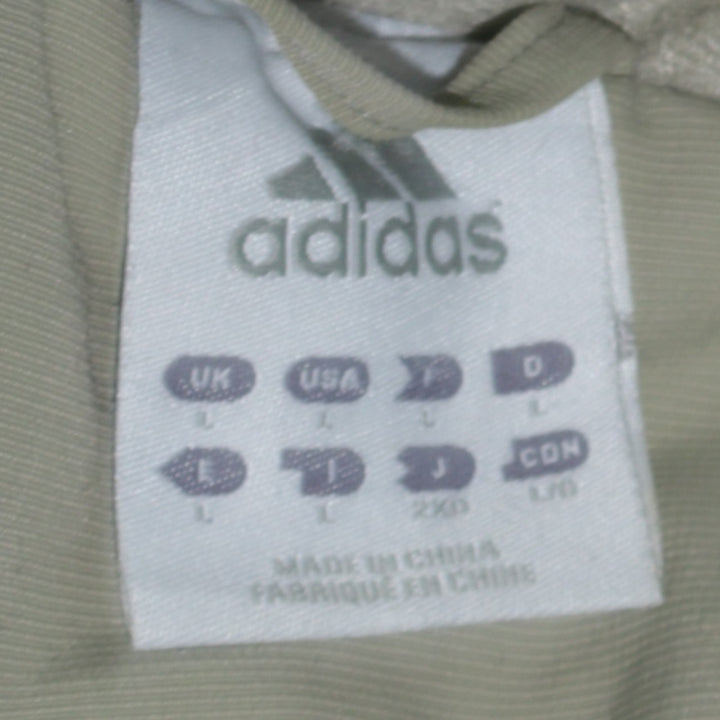 adidas
UK USA F D
L L L L
E I J CDN
L L 2XO L/G
MADE IN CHINA
FABRIQUÉ EN CHINE